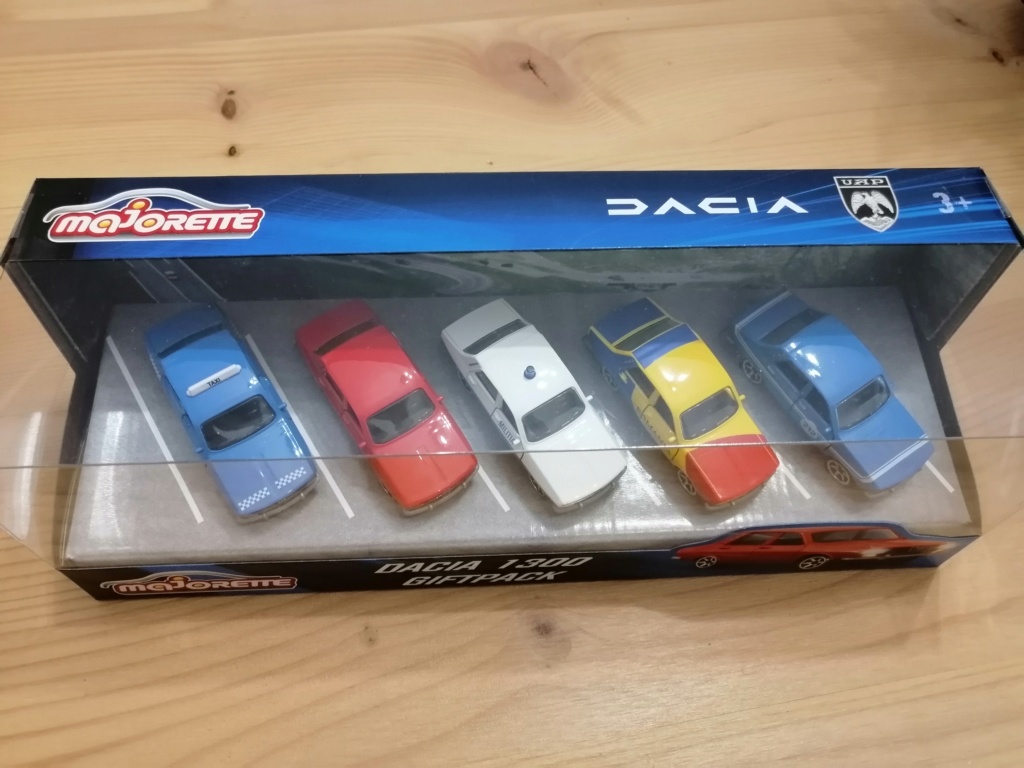 MAJORETTE
DACIA
UAP
3+
TAXI
MAJORETTE
DACIA 1300
GIFTPACK